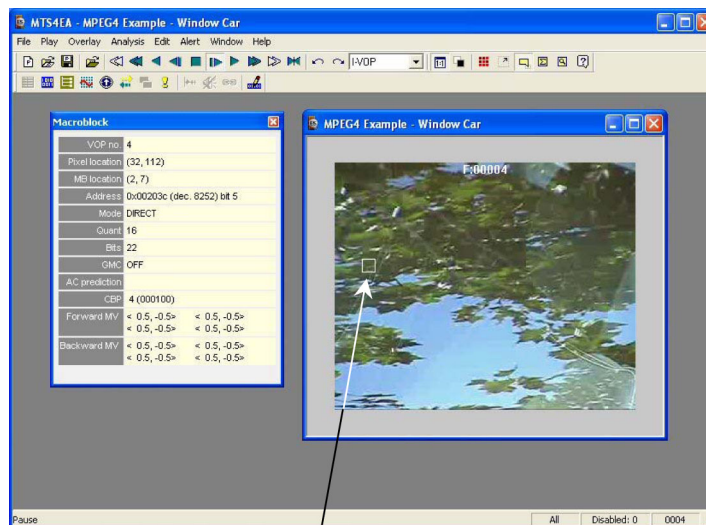 MTS4EA - MPEG4 Example - Window Car
File Play Overlay Analysis Edit Alert Window Help
I-VOP
Macroblock
VOP no. 4
Pixel location (32, 112)
MB location (2, 7)
Address 0x00203c (dec. 8252) bit 5
Mode DIRECT
Quant 16
Bits 22
GMC OFF
AC prediction
CBP 4 (000100)
Forward MV < 0.5, -0.5> < 0.5, -0.5>
< 0.5, -0.5> < 0.5, -0.5>
Backward MV < 0.5, -0.5> < 0.5, -0.5>
< 0.5, -0.5> < 0.5, -0.5>
MPEG4 Example - Window Car
F:00004
Pause All Disabled: 0 0004